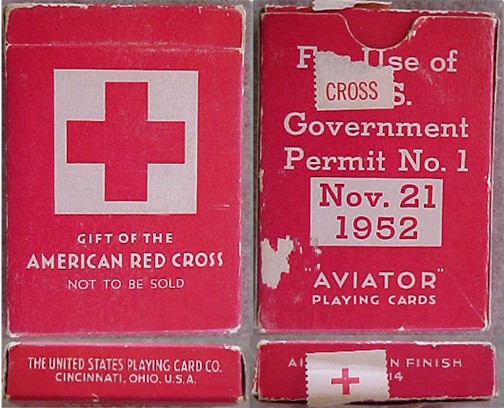 GIFT OF THE
AMERICAN RED CROSS
NOT TO BE SOLD
THE UNITED STATES PLAYING CARD CO.
CINCINNATI, OHIO. U.S.A.
Use of
CROSS
S.
Government
Permit No. 1
Nov. 21
1952
"AVIATOR"
PLAYING CARDS
FINISH